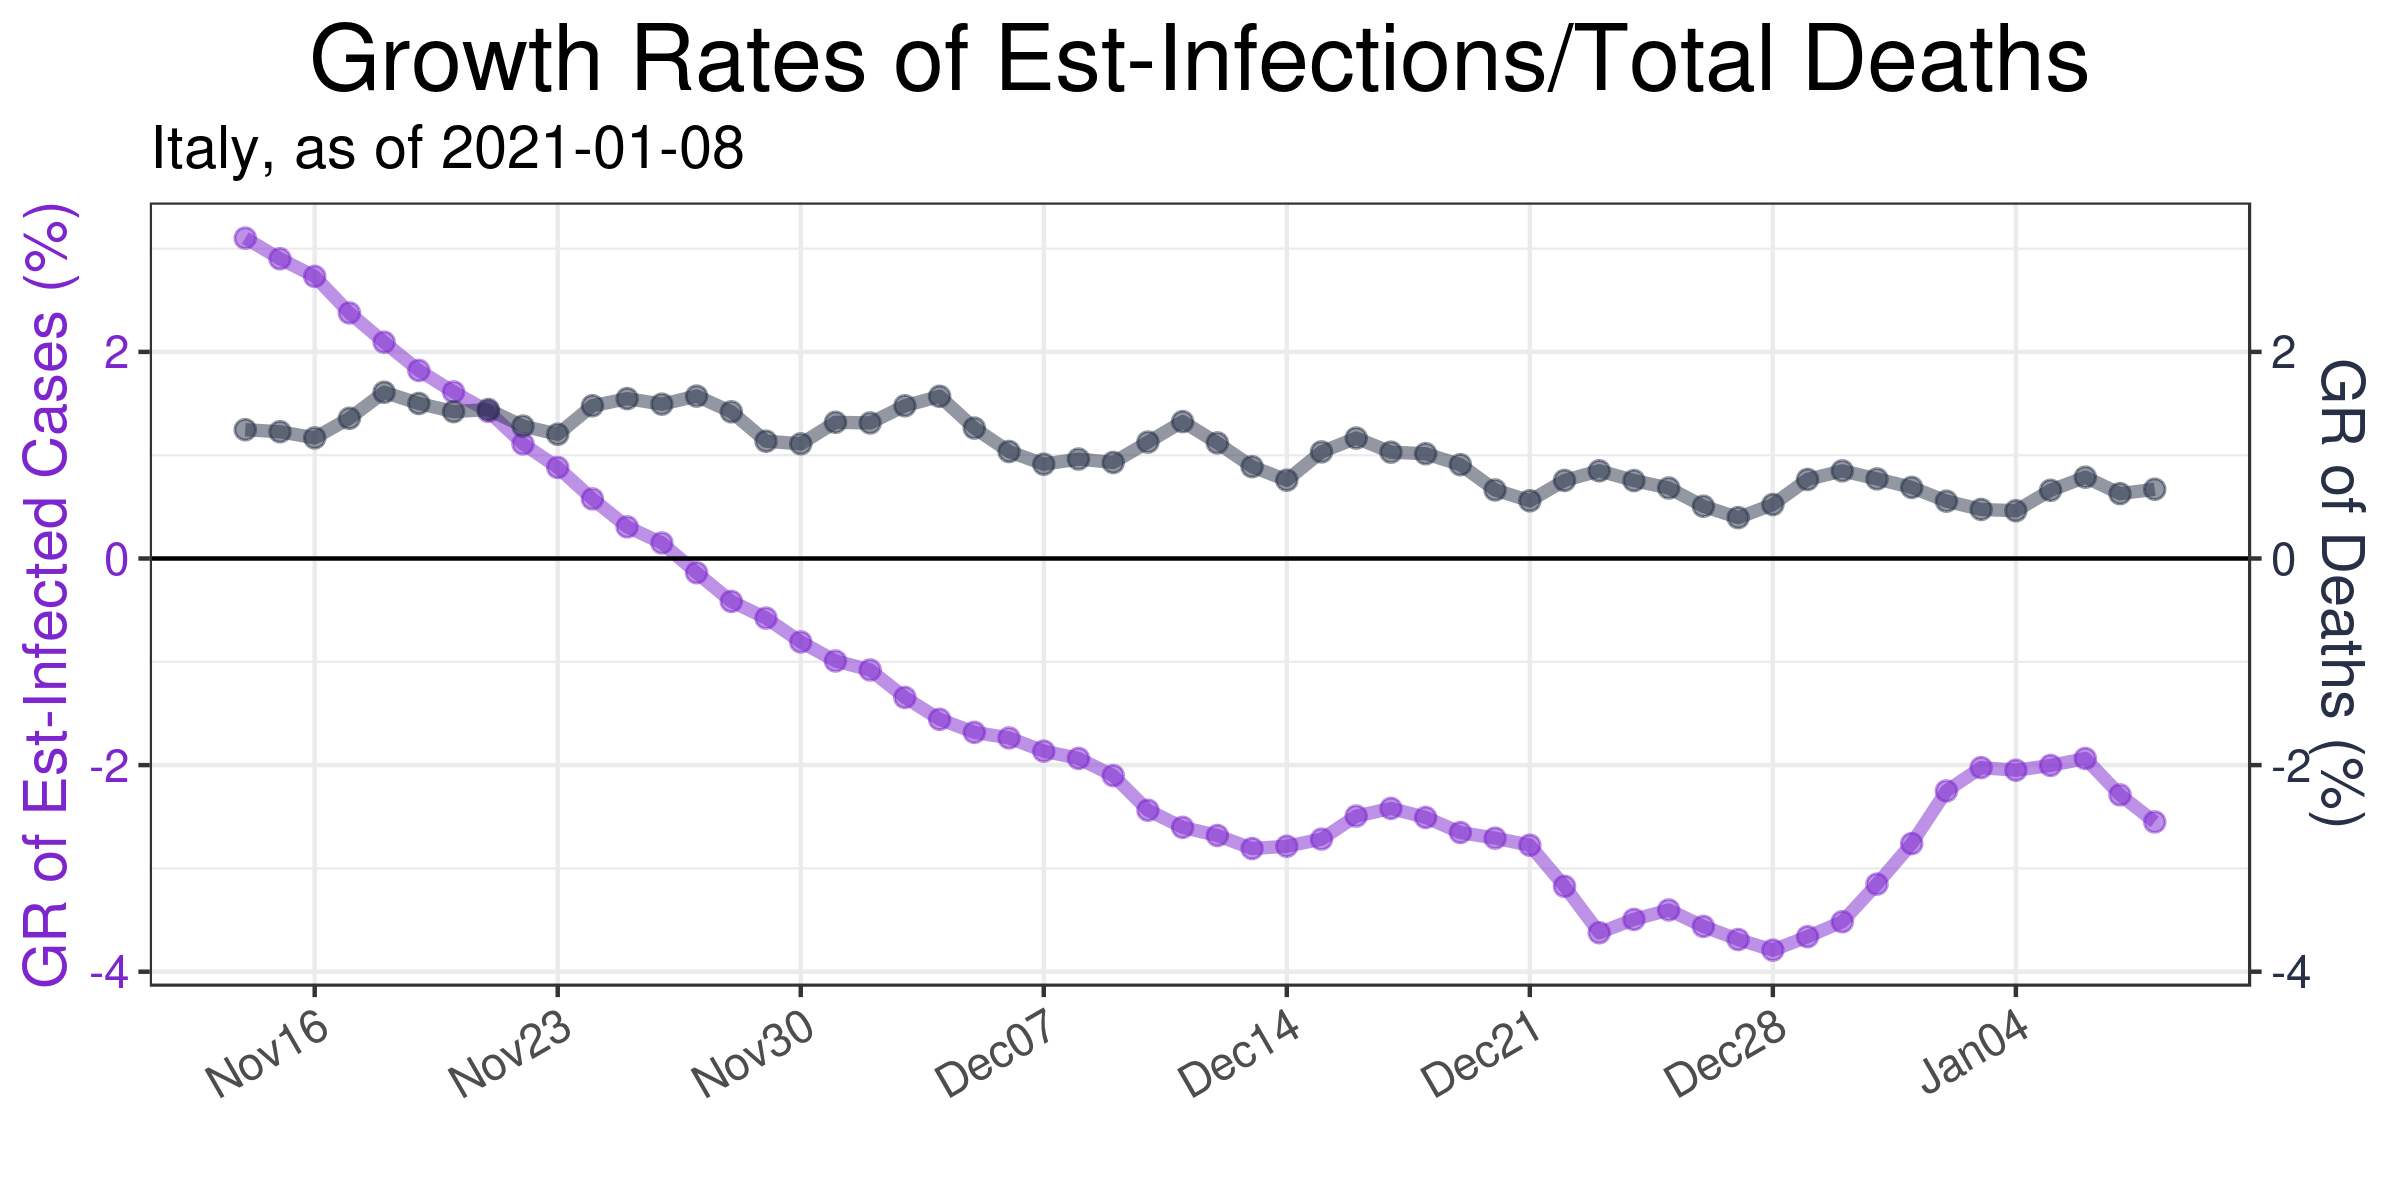 Growth Rates of Est-Infections/Total Deaths
Italy, as of 2021-01-08
GR of Est-Infected Cases (%)
2
0
-2
-4
2
0
-2
-4
GR of Deaths (%)
Nov16
Nov23
Nov30
Dec07
Dec14
Dec21
Dec28
Jan04